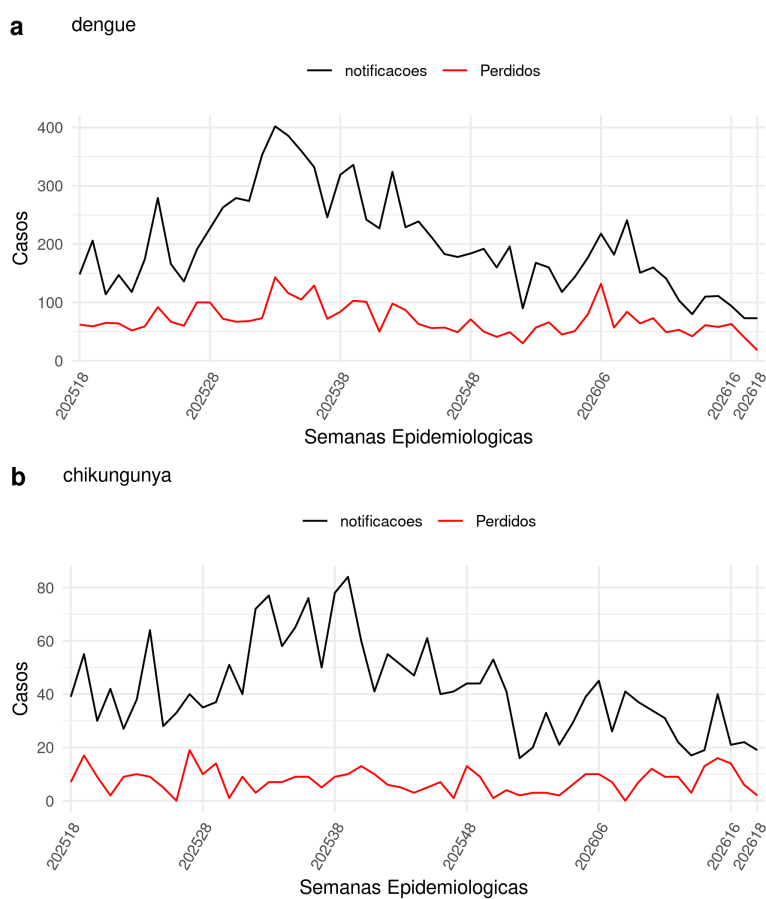 a dengue
notificacoes Perdidos
400
300
200
100
0
Casos
202518 202528 202538 202548 202606 202616 202618
Semanas Epidemiologicas
b chikungunya
notificacoes Perdidos
80
60
40
20
0
Casos
202518 202528 202538 202548 202606 202616 202618
Semanas Epidemiologicas